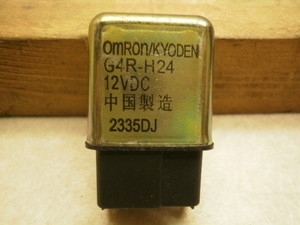 omron/KYODEN
G4R-H24
12VDC
中国製造
2335DJ